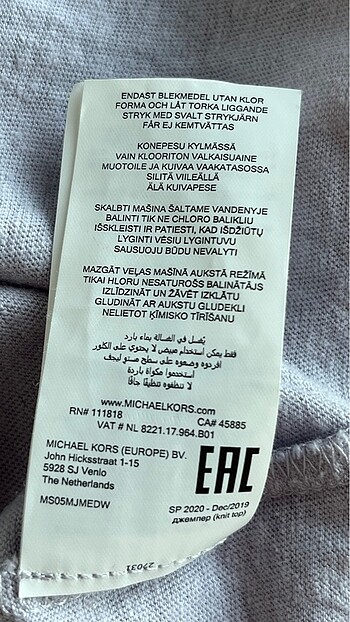 ENDAST BLEKMEDEL UTAN KLOR
FORMA OCH LÅT TORKA LIGGANDE
STRYK MED SVALT STRYKJÄRN
FÅR EJ KEMTVÄTTAS
KONEPESU KYLMÄSSÄ
VAIN KLOORITON VALKAISUAINE
MUOTOILE JA KUIVAA VAAKATASOSSA
SILITÄ VIILEÄLLÄ
ÄLÄ KUIVAPESE
SKALBTI MAŠINA ŠALTAME VANDENYJE
BALINTI TIK NE CHLORO BALIKLIU
IŠSKLEISTI IR PATIESTI, KAD IŠDŽIŪTŲ
LYGINTI VĖSIU LYGINTUVU
SAUSUOJU BŪDU NEVALYTI
MAZGĀT VEĻAS MAŠĪNĀ AUKSTĀ REŽĪMĀ
TIKAI HLORU NESATUROŠS BALINĀTĀJS
IZLĪDZINĀT UN ŽĀVĒT IZKLĀTU
GLUDINĀT AR AUKSTU GLUDEKLI
NELIETOT ĶIMISKO TĪRĪŠANU
يُغسل في الغسالة بماء بارد
فقط يمكن استخدام مبيض لا يحتوي على الكلور
افردوه وضعوه على سطح مستو ليجف
استخدموا مكواة باردة
لا تنظفوه تنظيفًا جافًا
www.MICHAELKORS.com
RN# 111818 CA# 45885
VAT # NL 8221.17.964.B01
MICHAEL KORS (EUROPE) BV.
John Hicksstraat 1-15
5928 SJ Venlo
The Netherlands
MS05MJMEDW
EAC
SP 2020 - Dec/2019
джемпер (knit top)
29031